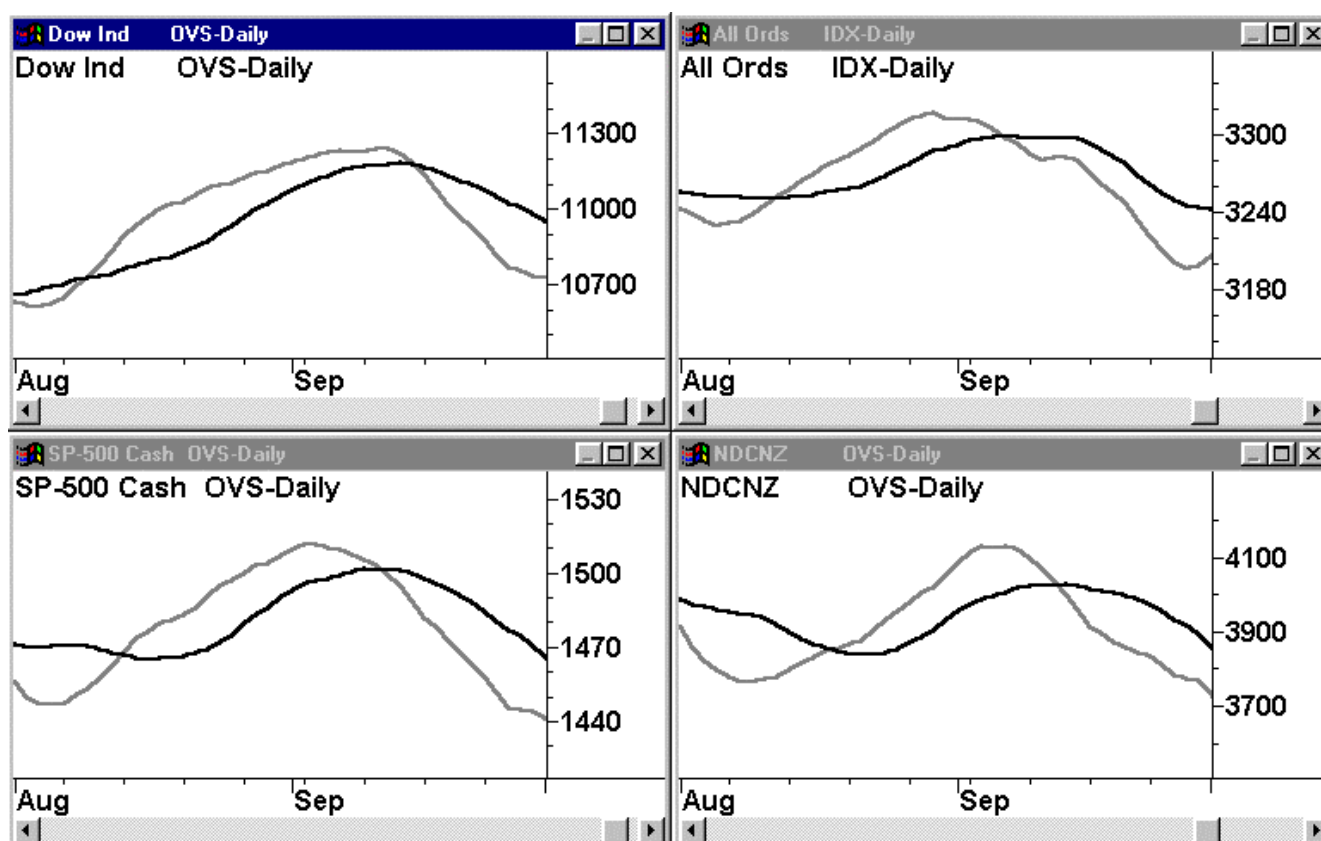 Dow Ind OVS-Daily
Dow Ind OVS-Daily
11300
11000
10700
Aug Sep
All Ords IDX-Daily
All Ords IDX-Daily
3300
3240
3180
Aug Sep
SP-500 Cash OVS-Daily
SP-500 Cash OVS-Daily
1530
1500
1470
1440
Aug Sep
NDCNZ OVS-Daily
NDCNZ OVS-Daily
4100
3900
3700
Aug Sep